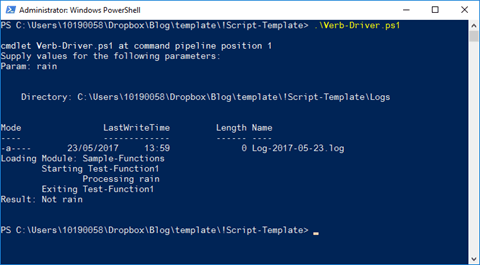 Administrator: Windows PowerShell
PS C:\Users\10190058\Dropbox\Blog\template\!Script-Template> .\Verb-Driver.ps1
cmdlet Verb-Driver.ps1 at command pipeline position 1
Supply values for the following parameters:
Param: rain
Directory: C:\Users\10190058\Dropbox\Blog\template\!Script-Template\Logs
Mode LastWriteTime Length Name
---- ------------- ------ ----
-a---- 23/05/2017 13:59 0 Log-2017-05-23.log
Loading Module: Sample-Functions
Starting Test-Function1
Processing rain
Exiting Test-Function1
Result: Not rain
PS C:\Users\10190058\Dropbox\Blog\template\!Script-Template> _